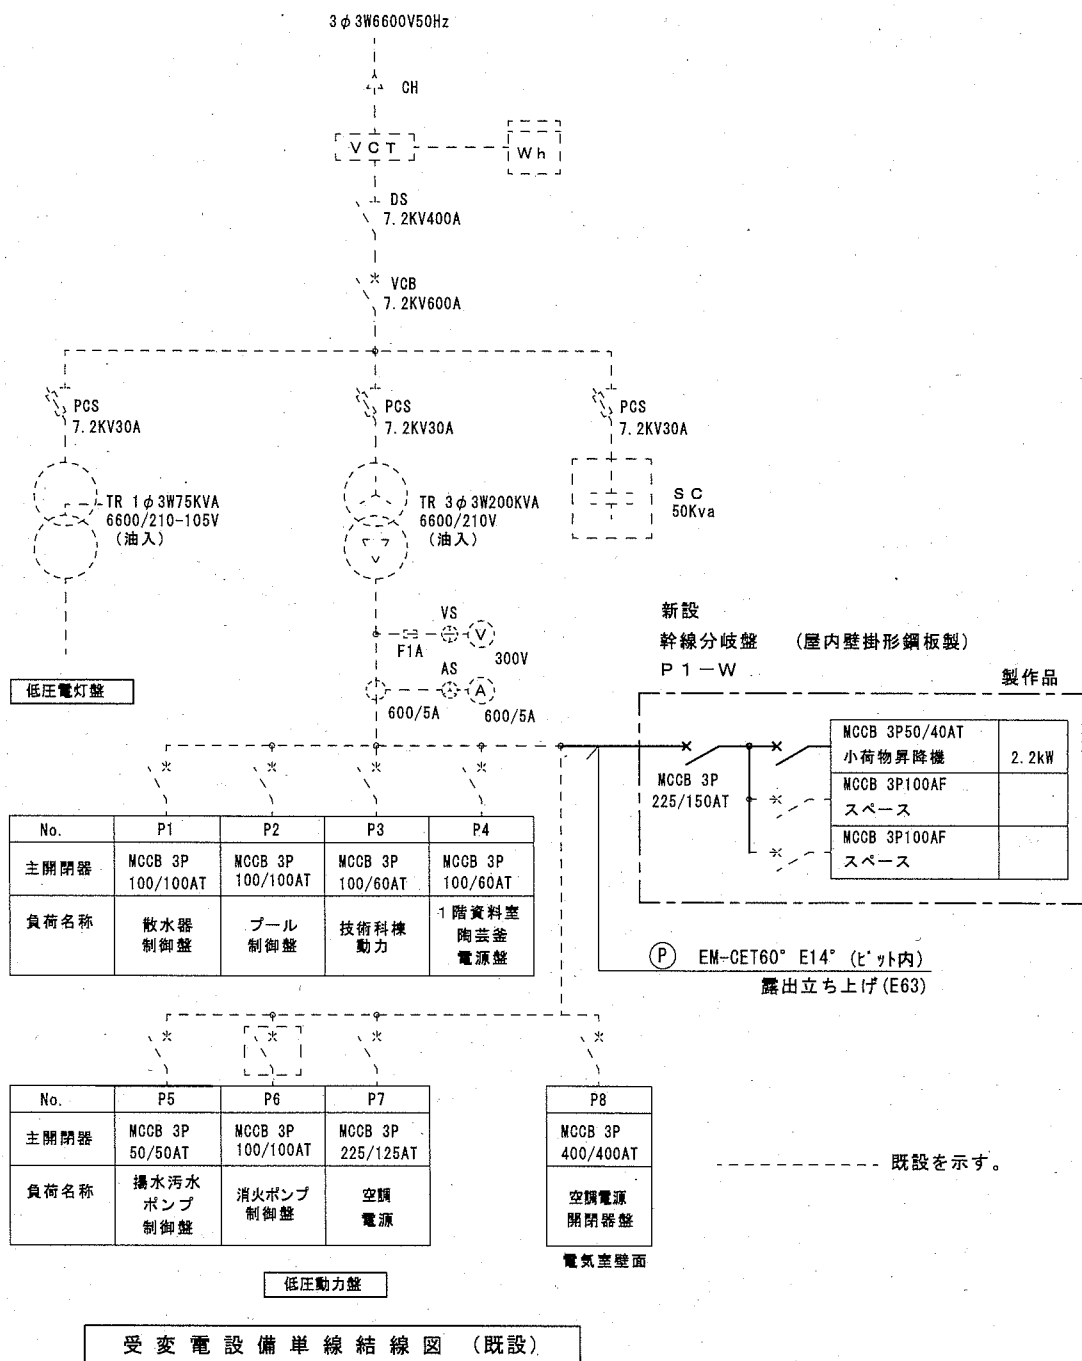 3φ3W6600V50Hz
CH
VCT
Wh
DS
7.2KV400A
VCB
7.2KV600A
PCS
7.2KV30A
PCS
7.2KV30A
PCS
7.2KV30A
TR 1φ3W75KVA
6600/210-105V
(油入)
TR 3φ3W200KVA
6600/210V
(油入)
SC
50Kva
VS
V
F1A
300V
AS
A
600/5A
600/5A
低圧電灯盤
新設
幹線分岐盤 (屋内壁掛形鋼板製)
P1-W
製作品
MCCB 3P
225/150AT
MCCB 3P50/40AT
小荷物昇降機 2.2kW
MCCB 3P100AF
スペース
MCCB 3P100AF
スペース
No. P1 P2 P3 P4
主開閉器 MCCB 3P 100/100AT MCCB 3P 100/100AT MCCB 3P 100/60AT MCCB 3P 100/60AT
負荷名称 散水器 制御盤 プール 制御盤 技術科棟 動力 1階資料室 陶芸釜 電源盤
P EM-CET60° E14° (ピット内)
露出立ち上げ(E63)
No. P5 P6 P7 P8
主開閉器 MCCB 3P 50/50AT MCCB 3P 100/100AT MCCB 3P 225/125AT MCCB 3P 400/400AT
負荷名称 揚水汚水 ポンプ 制御盤 消火ポンプ 制御盤 空調 電源 空調電源 開閉器盤
既設を示す。
電気室壁面
低圧動力盤
受変電設備単線結線図 (既設)